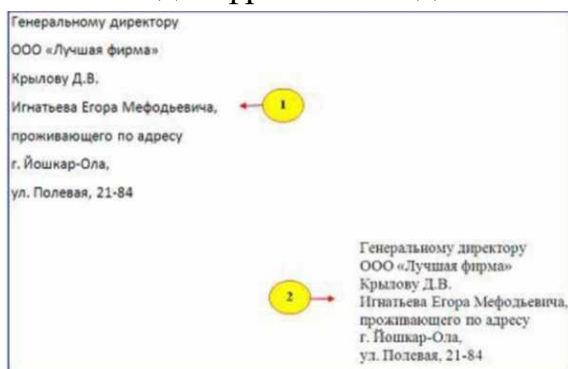 Генеральному директору
ООО «Лучшая фирма»
Крылову Д.В.
Игнатьева Егора Мефодьевича,
1
проживающего по адресу
г. Йошкар-Ола,
ул. Полевая, 21-84
Генеральному директору
ООО «Лучшая фирма»
Крылову Д.В.
2
Игнатьева Егора Мефодьевича,
проживающего по адресу
г. Йошкар-Ола,
ул. Полевая, 21-84